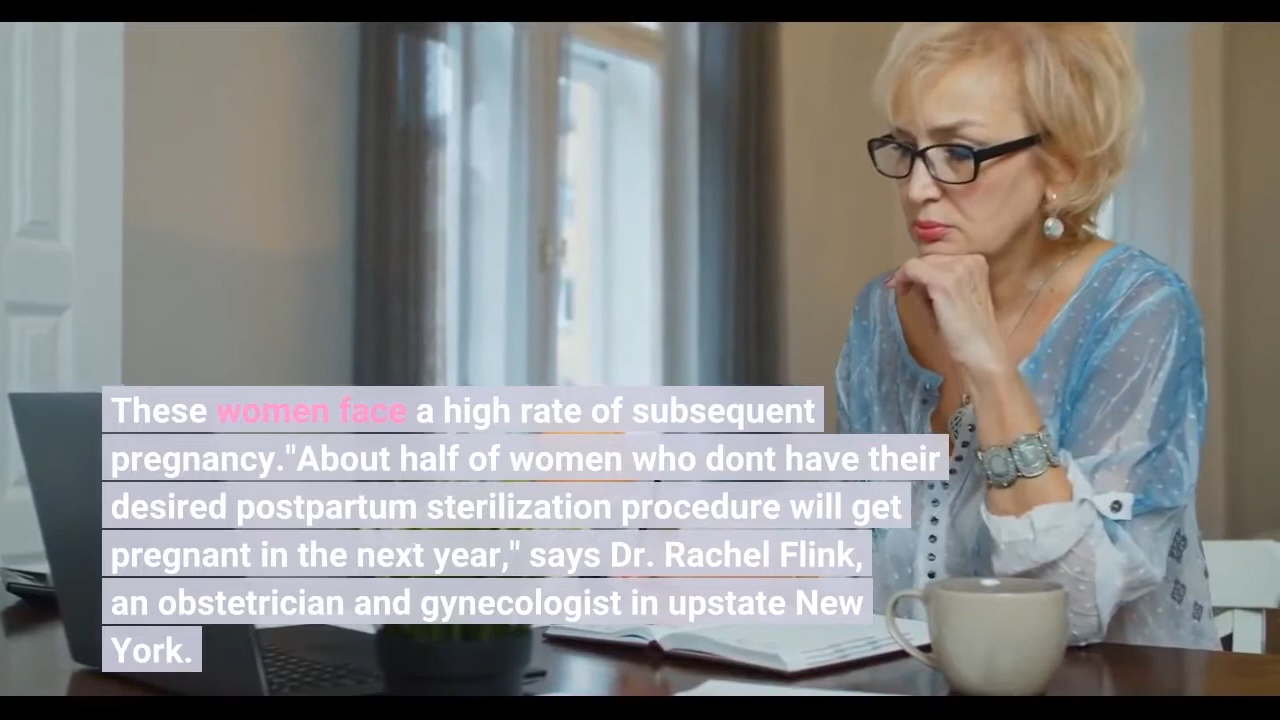 These women face a high rate of subsequent
pregnancy."About half of women who dont have their
desired postpartum sterilization procedure will get
pregnant in the next year," says Dr. Rachel Flink,
an obstetrician and gynecologist in upstate New
York.